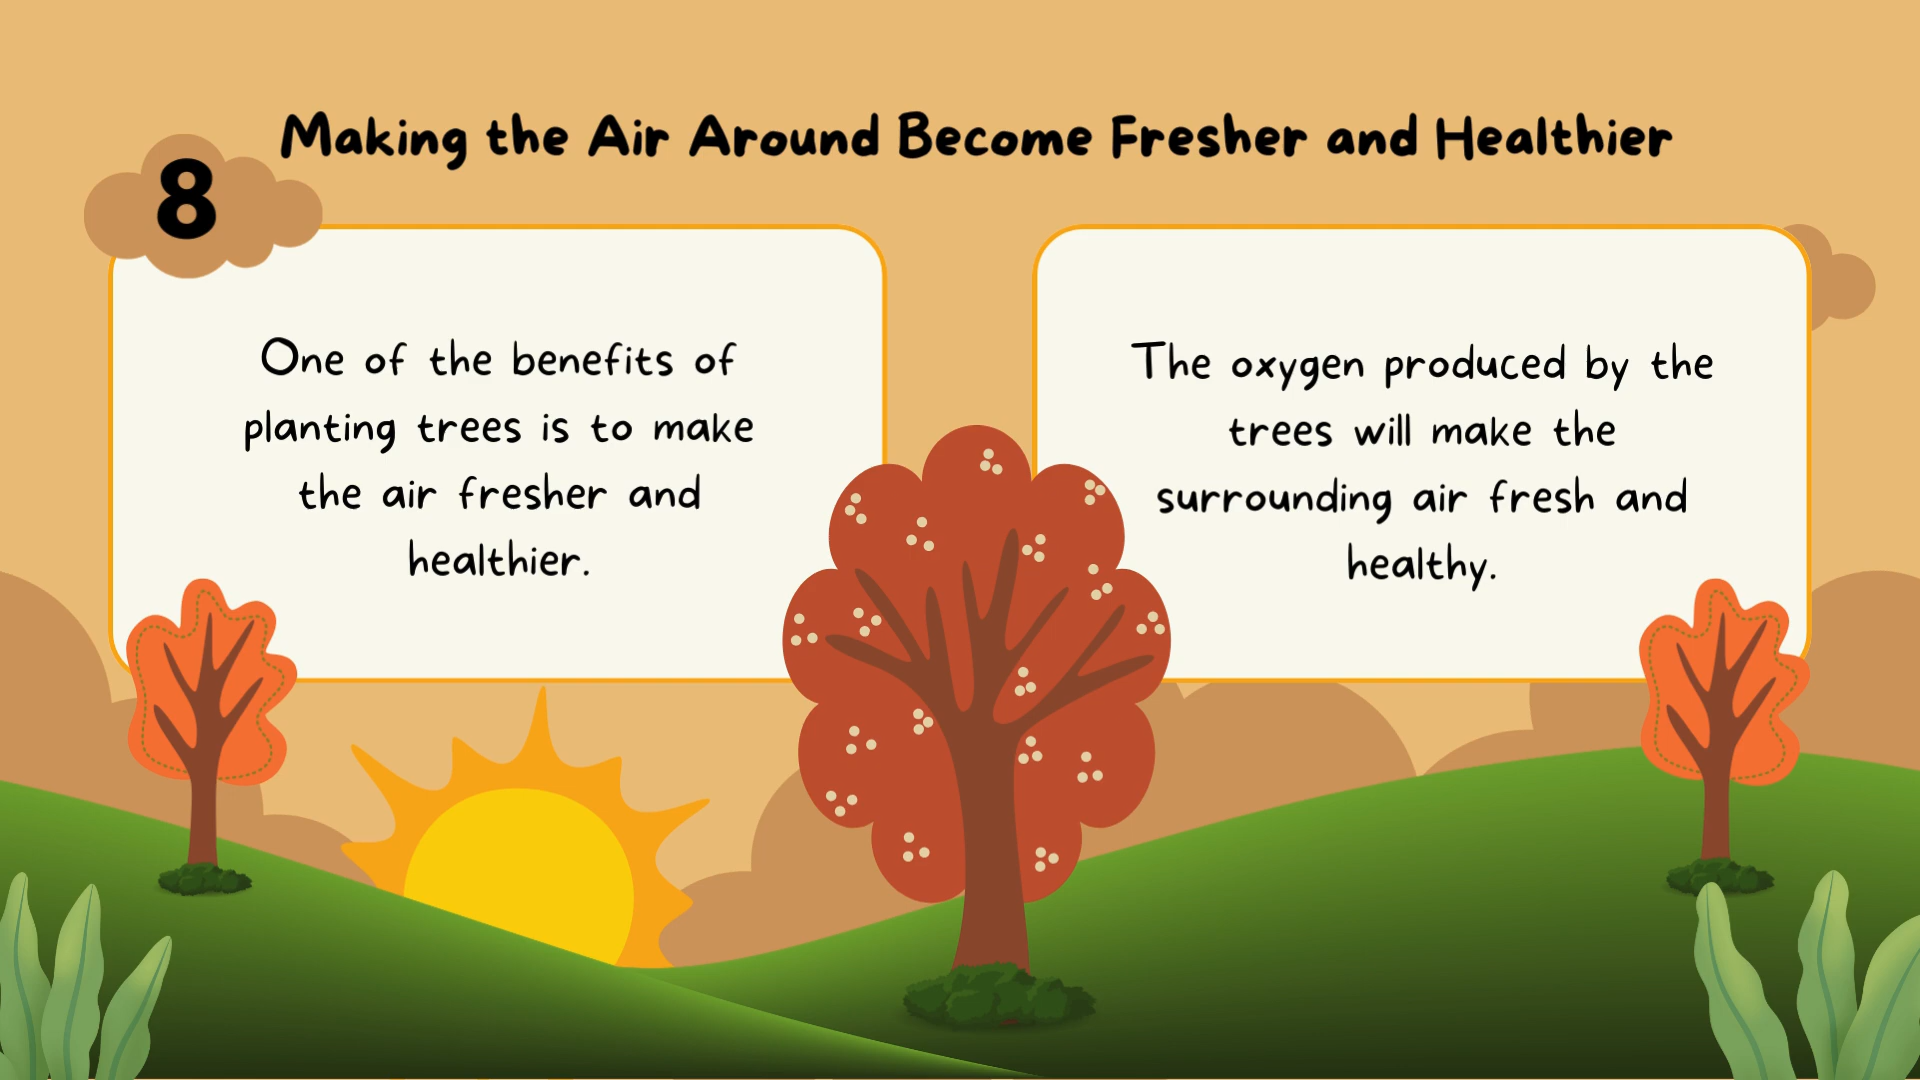 Making the Air Around Become Fresher and Healthier
8
One of the benefits of
planting trees is to make
the air fresher and
healthier.
The oxygen produced by the
trees will make the
surrounding air fresh and
healthy.